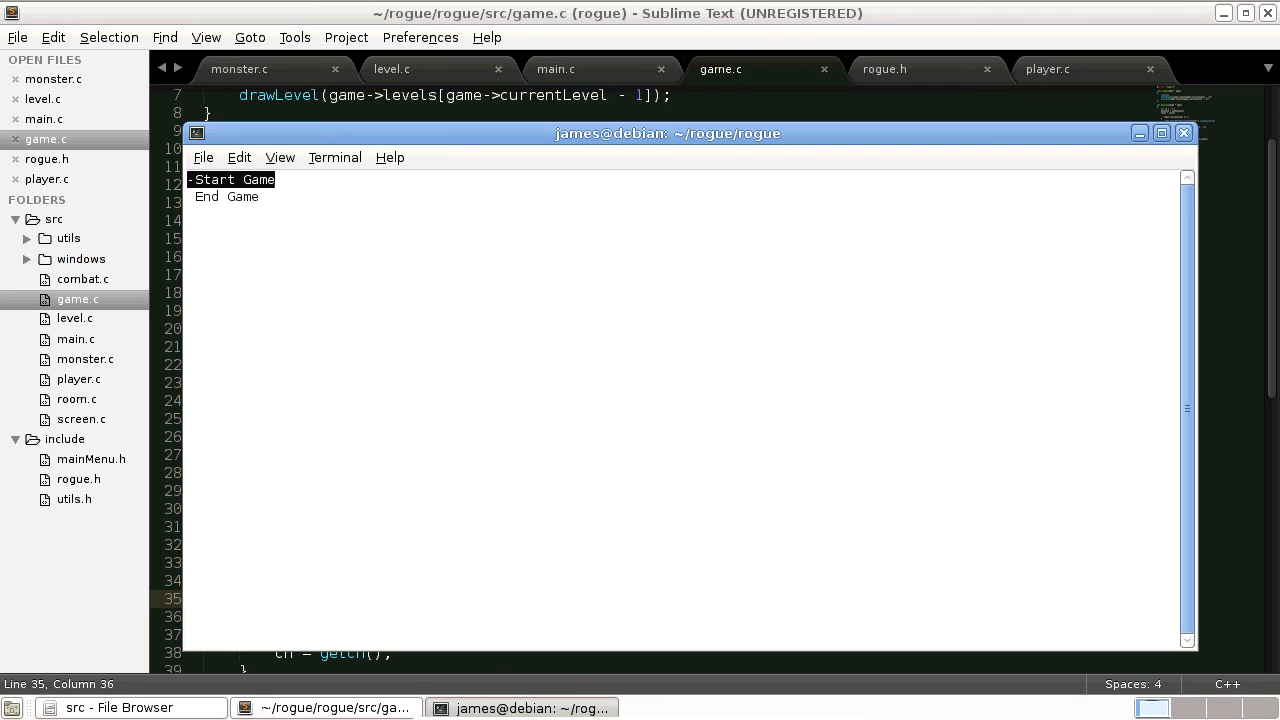 ~/rogue/rogue/src/game.c (rogue) - Sublime Text (UNREGISTERED)
File Edit Selection Find View Goto Tools Project Preferences Help
OPEN FILES
monster.c
level.c
main.c
game.c
rogue.h
player.c
FOLDERS
src
utils
windows
combat.c
game.c
level.c
main.c
monster.c
player.c
room.c
screen.c
include
mainMenu.h
rogue.h
utils.h
monster.c level.c main.c game.c rogue.h player.c
7 drawLevel(game->levels[game->currentLevel - 1]);
8 }
9
10
11
12
13
14
15
16
17
18
19
20
21
22
23
24
25
26
27
28
29
30
31
32
33
34
35
36
37
38 ch = getch();
39 }
james@debian: ~/rogue/rogue
File Edit View Terminal Help
-Start Game
End Game
Line 35, Column 36 Spaces: 4 C++
src - File Browser ~/rogue/rogue/src/ga... james@debian: ~/rog...